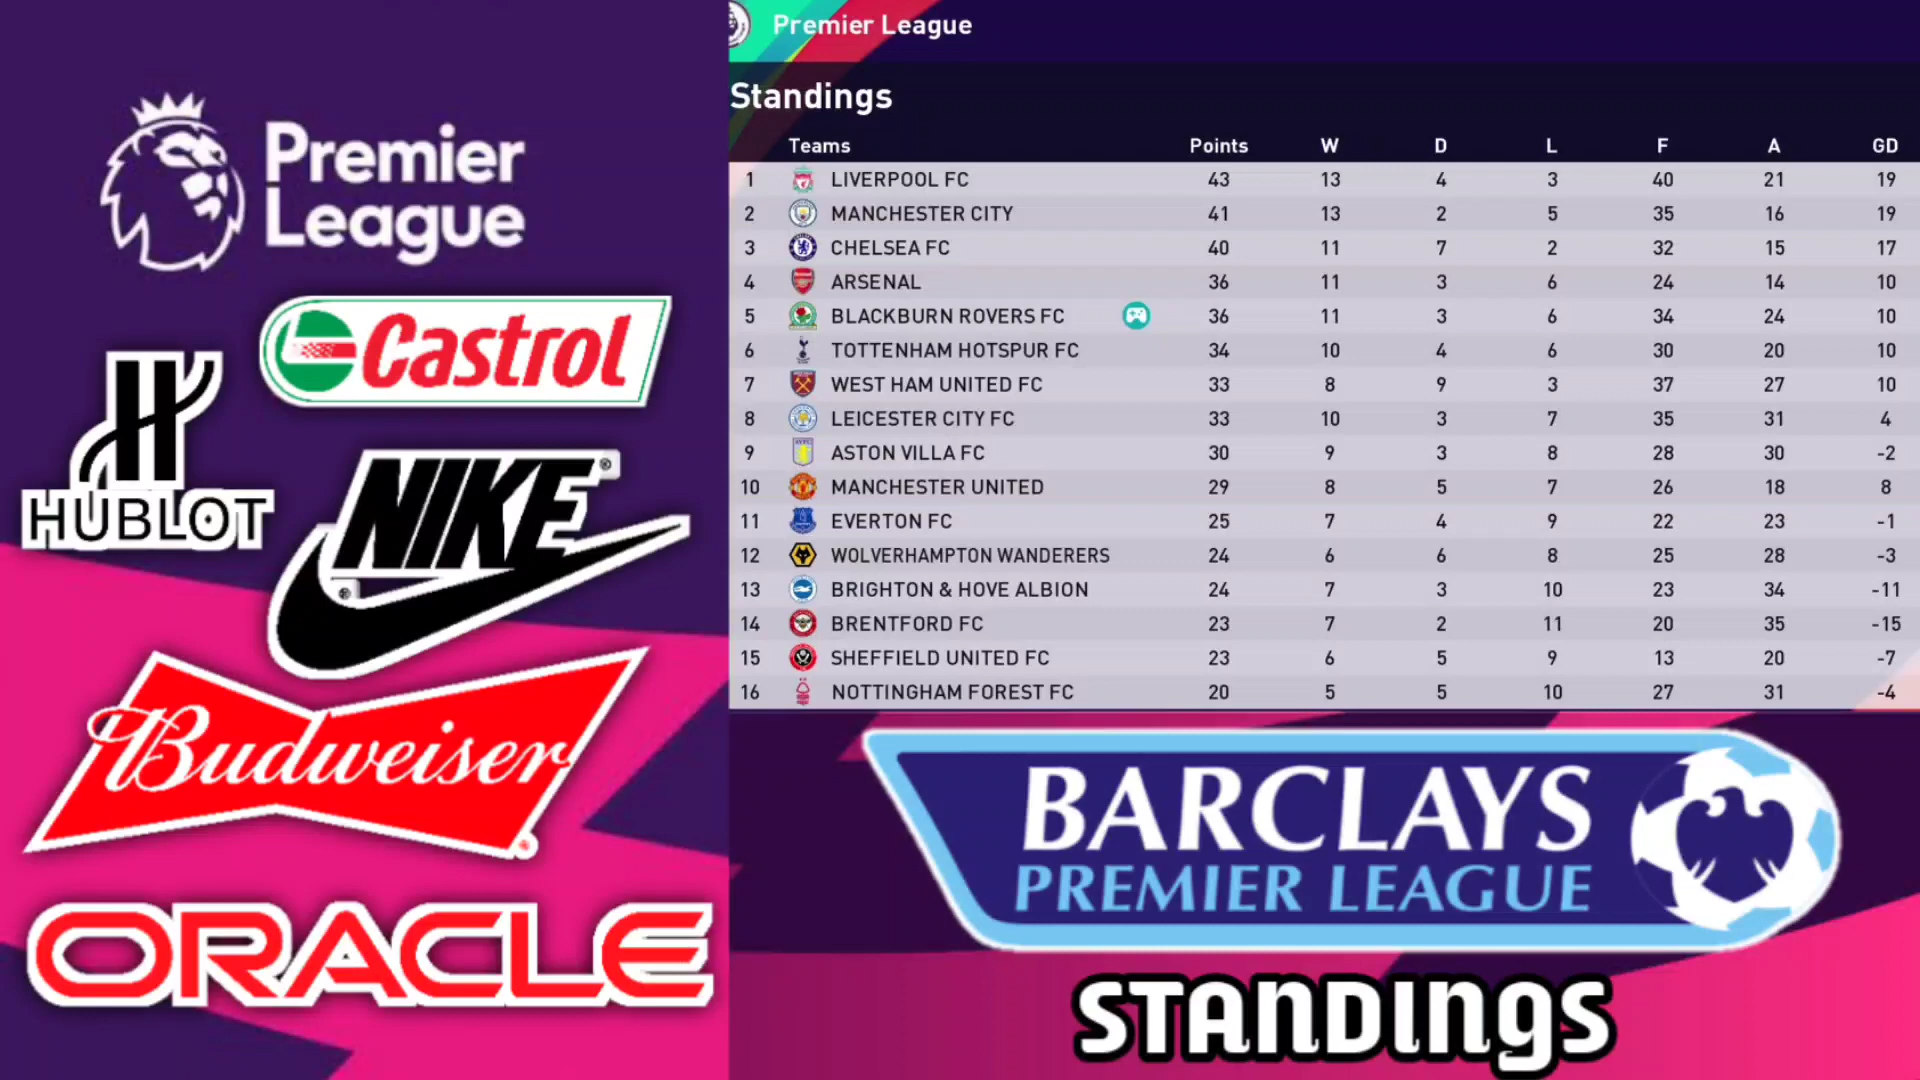 Premier
League
Castrol
HUBLOT
NIKE
Budweiser
ORACLE
Premier League
Standings
Teams Points W D L F A GD
1 LIVERPOOL FC 43 13 4 3 40 21 19
2 MANCHESTER CITY 41 13 2 5 35 16 19
3 CHELSEA FC 40 11 7 2 32 15 17
4 ARSENAL 36 11 3 6 24 14 10
5 BLACKBURN ROVERS FC 36 11 3 6 34 24 10
6 TOTTENHAM HOTSPUR FC 34 10 4 6 30 20 10
7 WEST HAM UNITED FC 33 8 9 3 37 27 10
8 LEICESTER CITY FC 33 10 3 7 35 31 4
9 ASTON VILLA FC 30 9 3 8 28 30 -2
10 MANCHESTER UNITED 29 8 5 7 26 18 8
11 EVERTON FC 25 7 4 9 22 23 -1
12 WOLVERHAMPTON WANDERERS 24 6 6 8 25 28 -3
13 BRIGHTON & HOVE ALBION 24 7 3 10 23 34 -11
14 BRENTFORD FC 23 7 2 11 20 35 -15
15 SHEFFIELD UNITED FC 23 6 5 9 13 20 -7
16 NOTTINGHAM FOREST FC 20 5 5 10 27 31 -4
BARCLAYS
PREMIER LEAGUE
STANDINGS